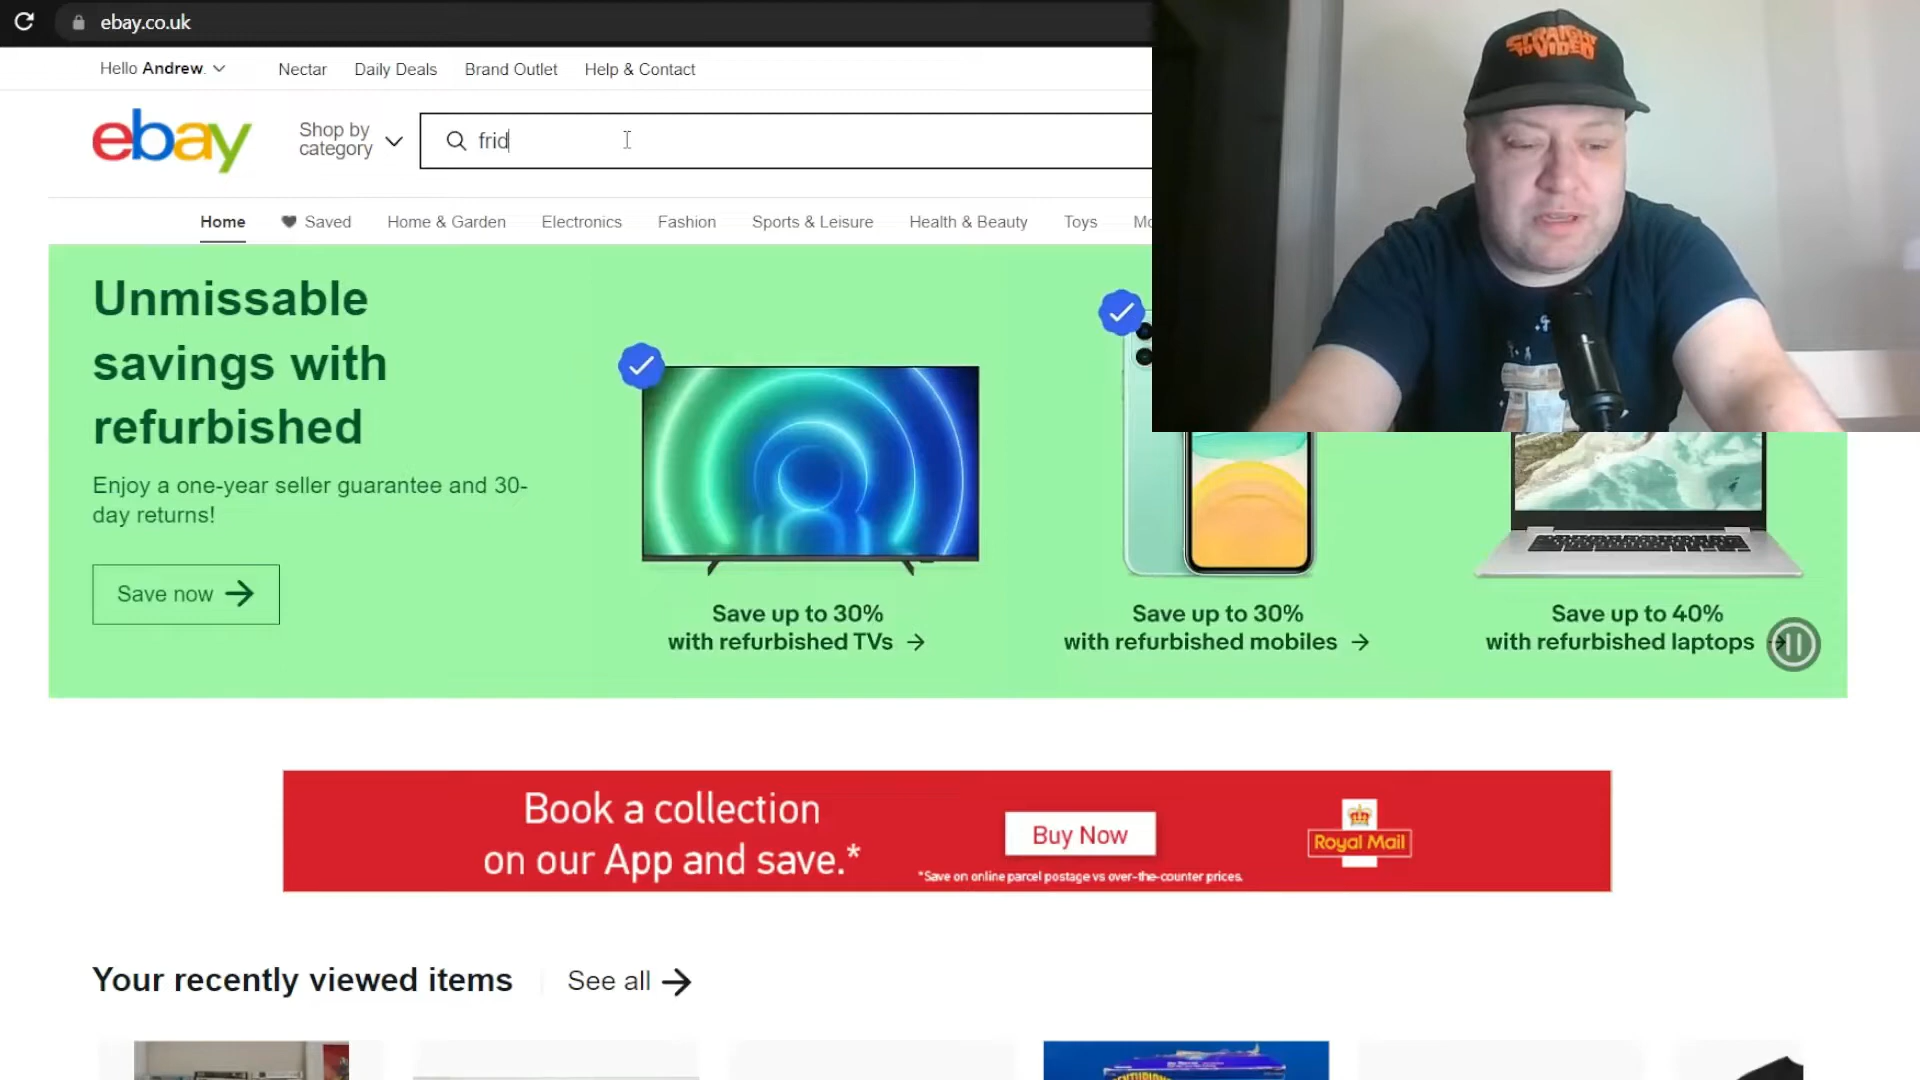 ebay.co.uk
Hello Andrew.
Nectar
Daily Deals
Brand Outlet
Help & Contact
ebay
Shop by
category
frid
Home
Saved
Home & Garden
Electronics
Fashion
Sports & Leisure
Health & Beauty
Toys
Mo
STRAIGHT
TO VIDEO
Unmissable
savings with
refurbished
Enjoy a one-year seller guarantee and 30-
day returns!
Save now
Save up to 30%
with refurbished TVs
Save up to 30%
with refurbished mobiles
Save up to 40%
with refurbished laptops
Book a collection
on our App and save.*
Buy Now
*Save on online parcel postage vs over-the-counter prices.
Royal Mail
Your recently viewed items
See all